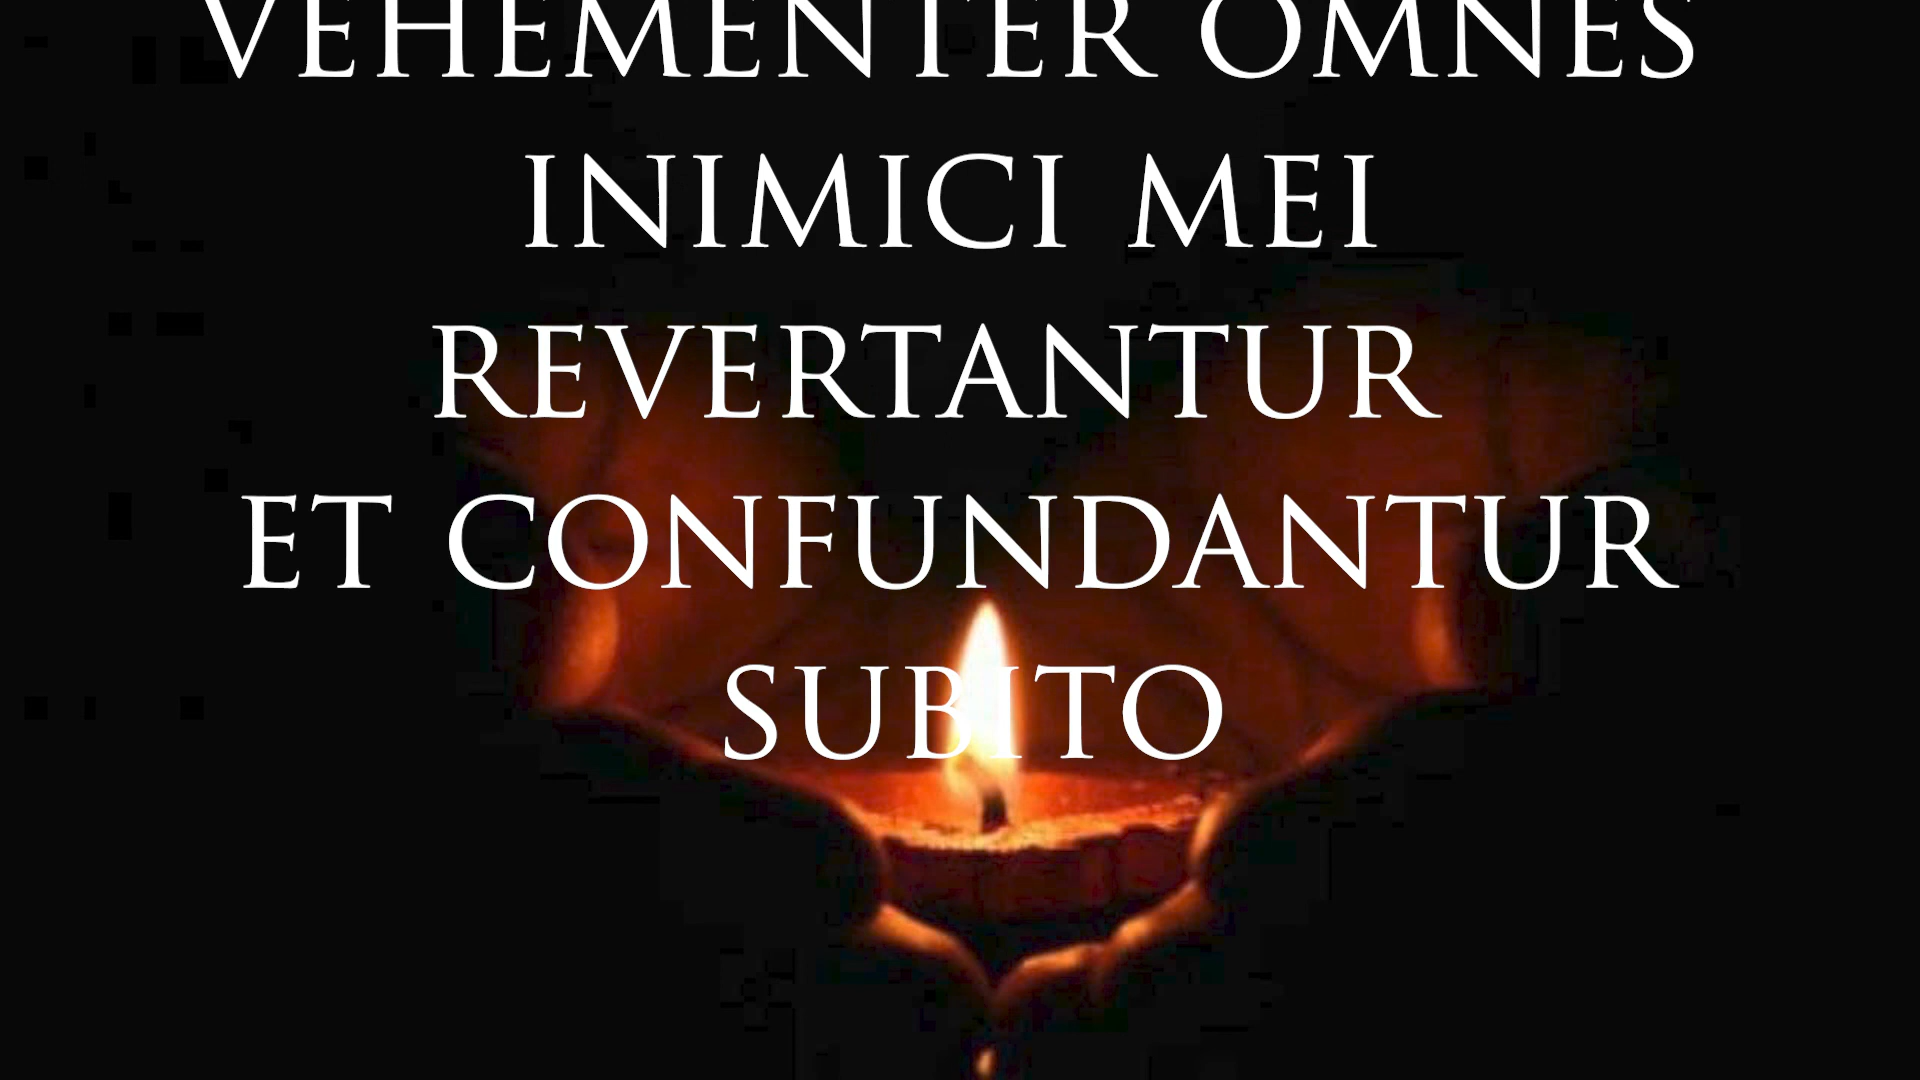 VEHEMENTER OMNES
INIMICI MEI
REVERTANTUR
ET CONFUNDANTUR
SUBITO